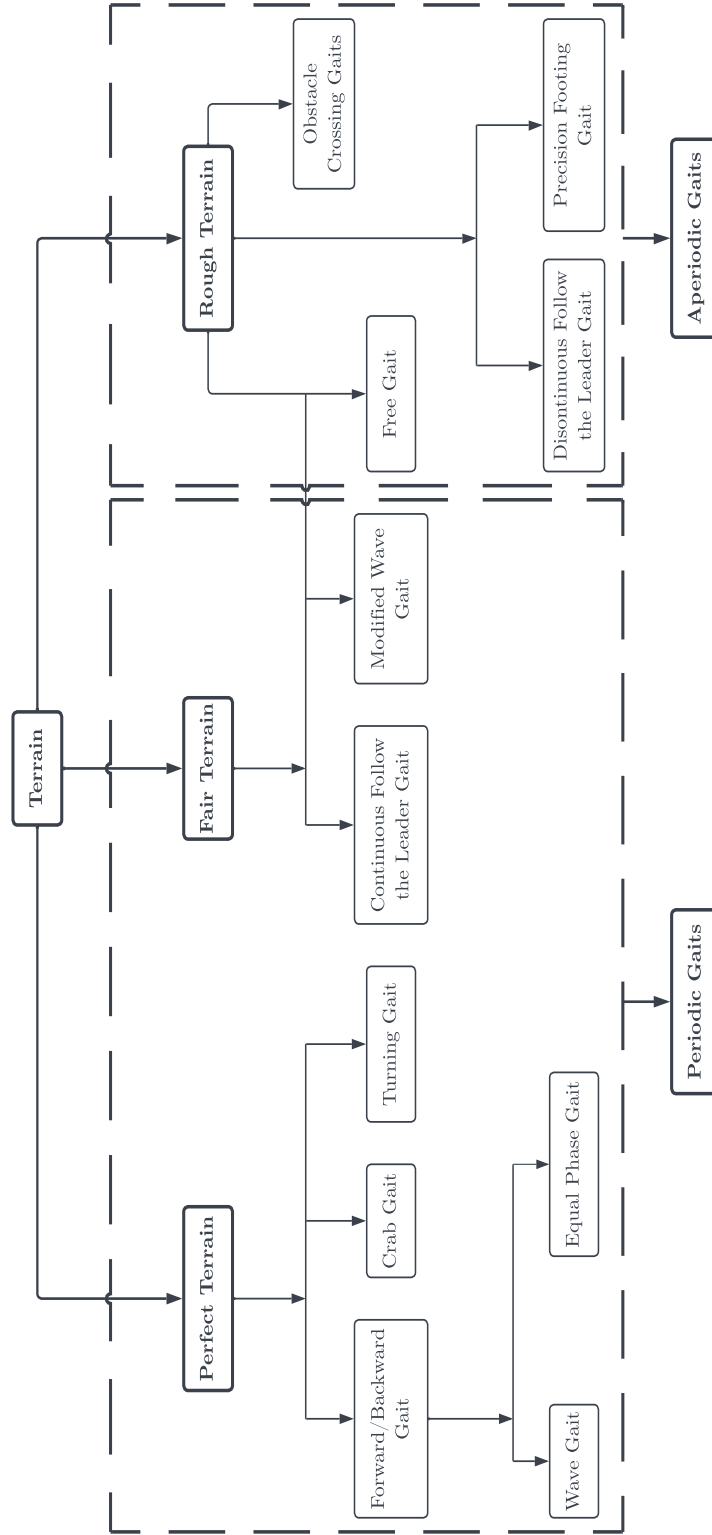 Terrain
Perfect Terrain
Fair Terrain
Rough Terrain
Forward/Backward
Gait
Crab Gait
Turning Gait
Continuous Follow
the Leader Gait
Modified Wave
Gait
Free Gait
Obstacle
Crossing Gaits
Wave Gait
Equal Phase Gait
Disontinuous Follow
the Leader Gait
Precision Footing
Gait
Periodic Gaits
Aperiodic Gaits